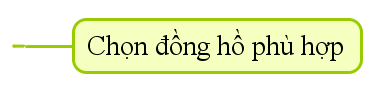 Chọn đồng hồ phù hợp